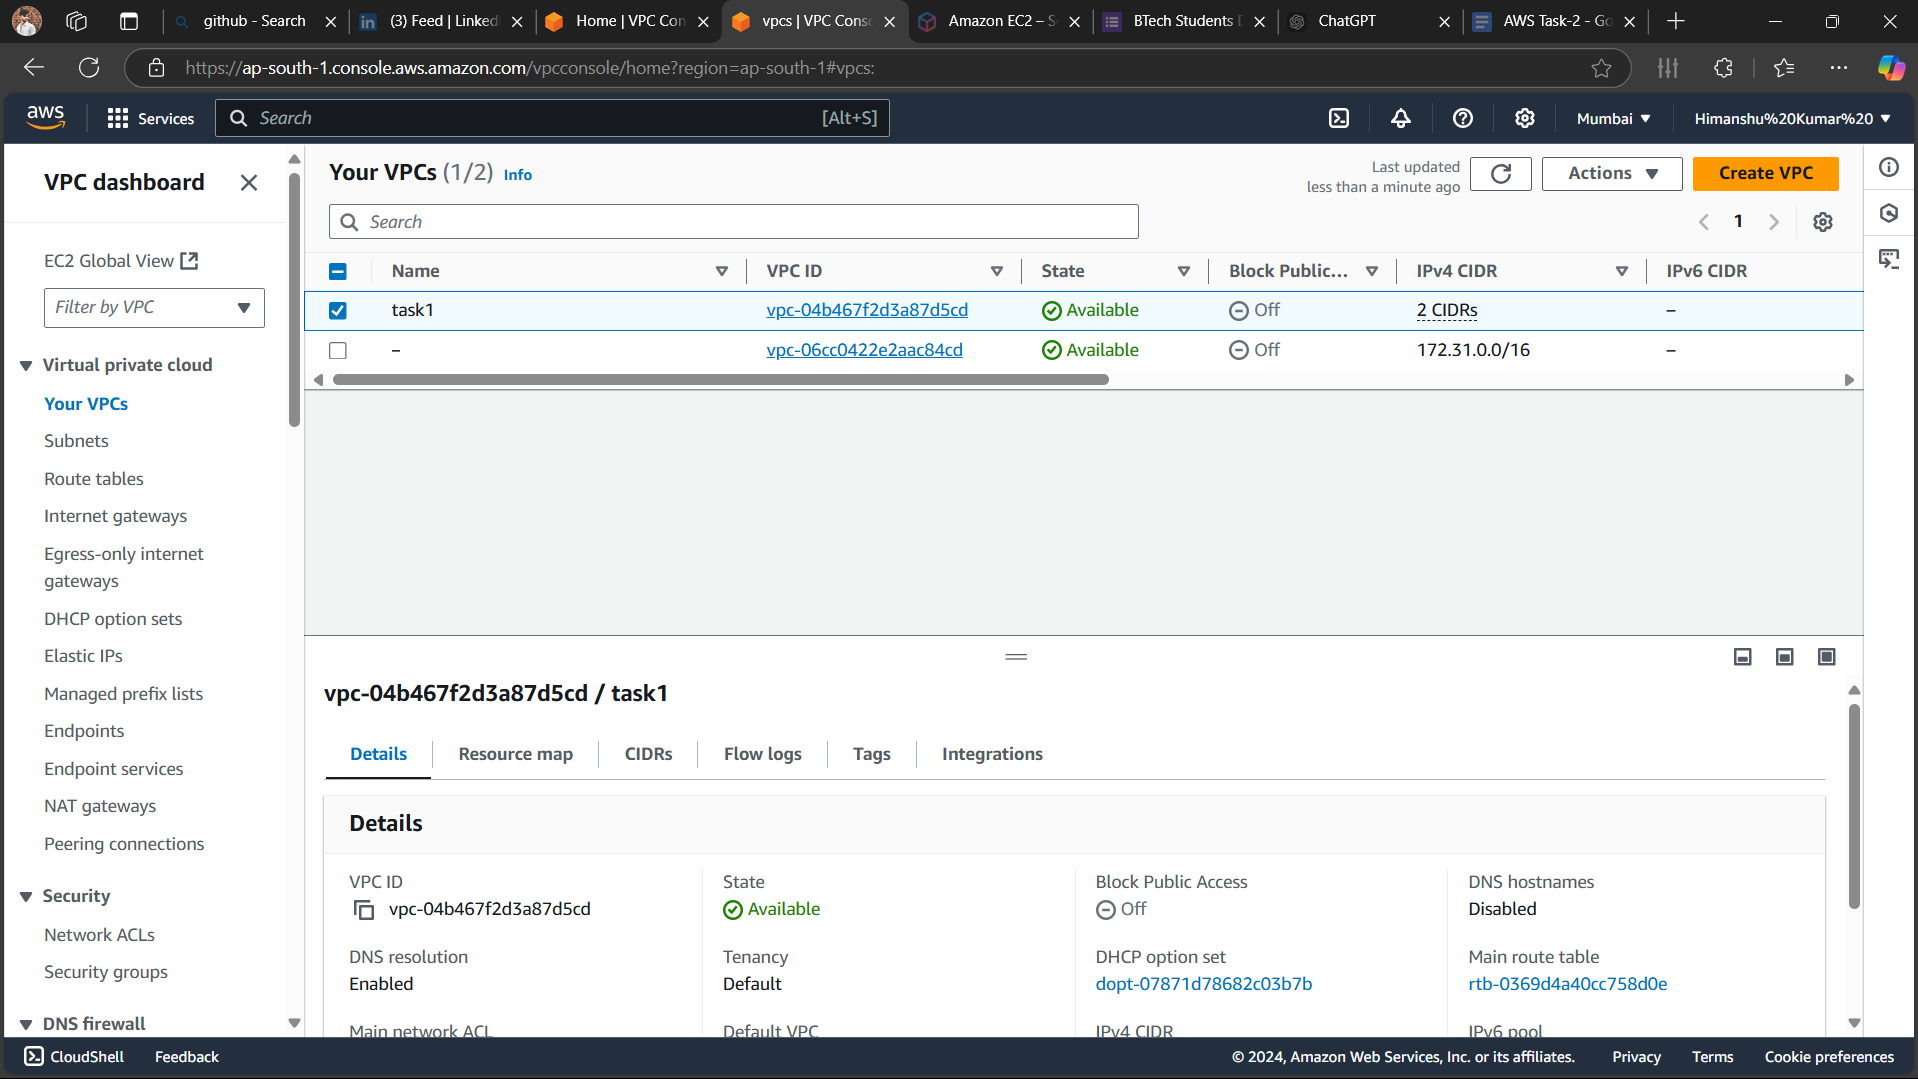 github - Search
(3) Feed | Linked
Home | VPC Con
vpcs | VPC Cons
Amazon EC2 – S
BTech Students D
ChatGPT
AWS Task-2 - Go
https://ap-south-1.console.aws.amazon.com/vpcconsole/home?region=ap-south-1#vpcs:
aws
Services
Search
[Alt+S]
Mumbai
Himanshu%20Kumar%20
VPC dashboard
EC2 Global View
Filter by VPC
Virtual private cloud
Your VPCs
Subnets
Route tables
Internet gateways
Egress-only internet
gateways
DHCP option sets
Elastic IPs
Managed prefix lists
Endpoints
Endpoint services
NAT gateways
Peering connections
Security
Network ACLs
Security groups
DNS firewall
Your VPCs (1/2) Info
Last updated
less than a minute ago
Actions
Create VPC
Search
1
Name VPC ID State Block Public... IPv4 CIDR IPv6 CIDR
task1 vpc-04b467f2d3a87d5cd Available Off 2 CIDRs –
– vpc-06cc0422e2aac84cd Available Off 172.31.0.0/16 –
vpc-04b467f2d3a87d5cd / task1
Details Resource map CIDRs Flow logs Tags Integrations
Details
VPC ID
vpc-04b467f2d3a87d5cd
State
Available
Block Public Access
Off
DNS hostnames
Disabled
DNS resolution
Enabled
Tenancy
Default
DHCP option set
dopt-07871d78682c03b7b
Main route table
rtb-0369d4a40cc758d0e
Main network ACL
Default VPC
IPv4 CIDR
IPv6 pool
CloudShell
Feedback
© 2024, Amazon Web Services, Inc. or its affiliates.
Privacy
Terms
Cookie preferences